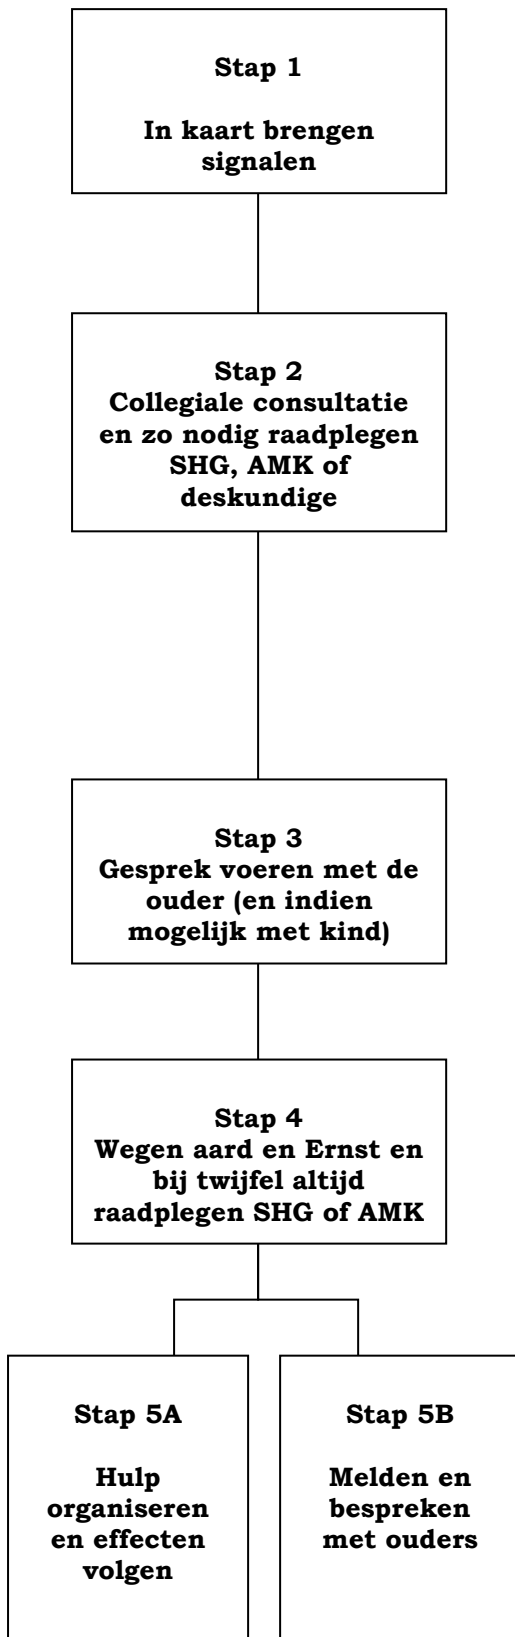 Stap 1
In kaart brengen
signalen
Stap 2
Collegiale consultatie
en zo nodig raadplegen
SHG, AMK of
deskundige
Stap 3
Gesprek voeren met de
ouder (en indien
mogelijk met kind)
Stap 4
Wegen aard en Ernst en
bij twijfel altijd
raadplegen SHG of AMK
Stap 5A
Hulp
organiseren
en effecten
volgen
Stap 5B
Melden en
bespreken
met ouders